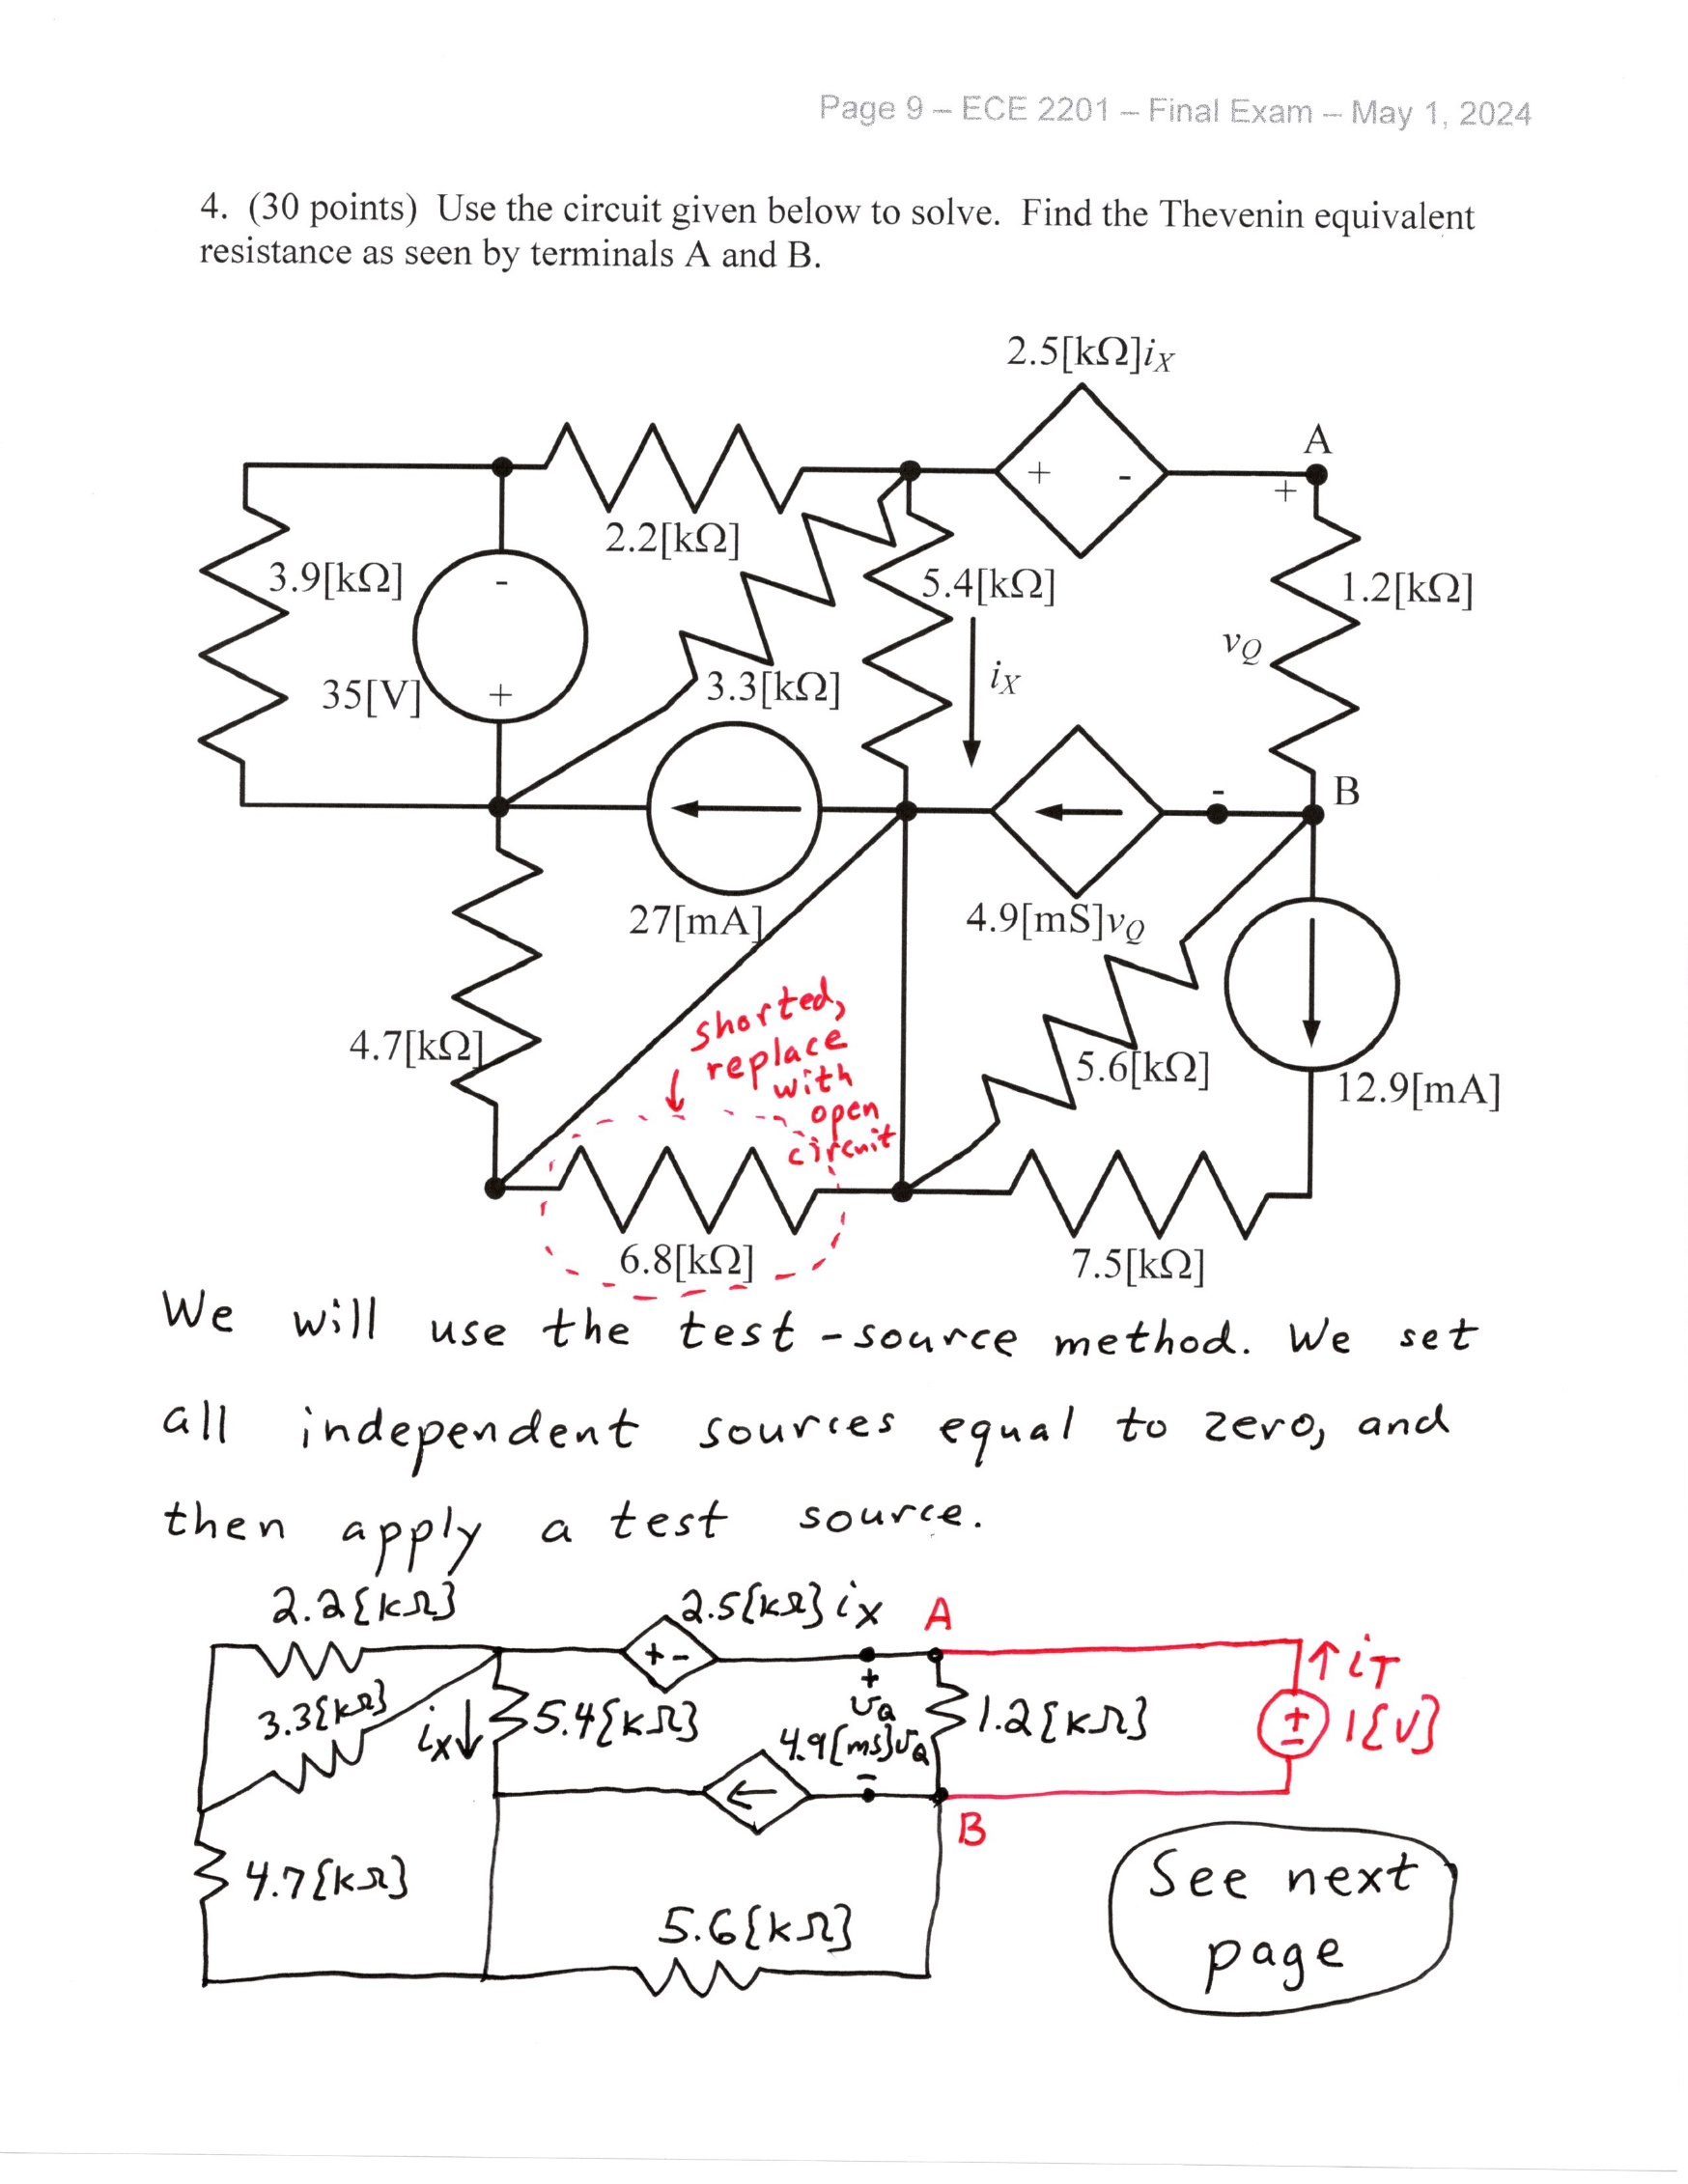 Page 9 – ECE 2201 – Final Exam – May 1, 2024
4. (30 points) Use the circuit given below to solve. Find the Thevenin equivalent
resistance as seen by terminals A and B.
2.5[kΩ]iX
A
+ -
+
2.2[kΩ]
3.9[kΩ]
-
5.4[kΩ]
1.2[kΩ]
vQ
35[V]
+
3.3[kΩ]
iX
B
-
27[mA]
4.9[mS]vQ
shorted,
replace
with
open
circuit
4.7[kΩ]
5.6[kΩ]
12.9[mA]
6.8[kΩ]
7.5[kΩ]
We will use the test-source method. We set
all independent sources equal to zero, and
then apply a test source.
2.2[kΩ]
2.5[kΩ]iX
A
+ -
iT
+
3.3[kΩ]
iX
5.4[kΩ]
vQ
1.2[kΩ]
+
-
1[V]
4.9[mS]vQ
-
B
4.7[kΩ]
5.6[kΩ]
See next
page